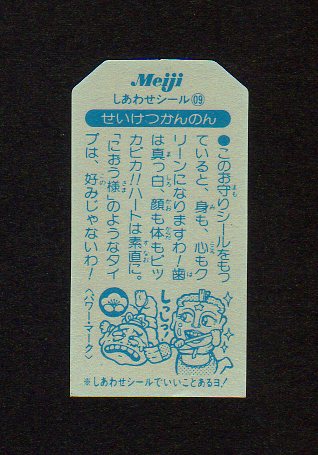 Meiji
しあわせシール09
せいけつかんのん
●このお守りシールをもっ
ていると、身も、心もク
リーンになりますわ!歯
は真っ白、顔も体もピッ
カピカ!!ハートは素直に。
「におう様」のようなタイ
プは、好みじゃないわ!
しっしっ
〈パワーマーク〉
※しあわせシールでいいことあるヨ!